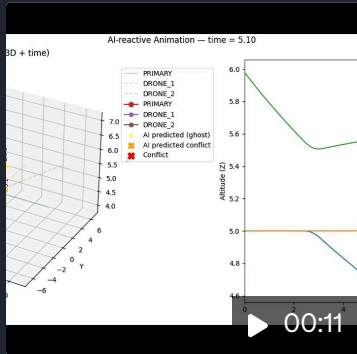 AI-reactive Animation — time = 5.10
3D + time)
PRIMARY
DRONE_1
DRONE_2
PRIMARY
DRONE_1
DRONE_2
AI predicted (ghost)
AI predicted conflict
Conflict
7.0
6.5
6.0
5.5
5.0
4.5
4.0
6
4
2
0
−2
−4
−6
Y
Altitude (Z)
6.0
5.8
5.6
5.4
5.2
5.0
4.8
4.6
0
2
4
00:11